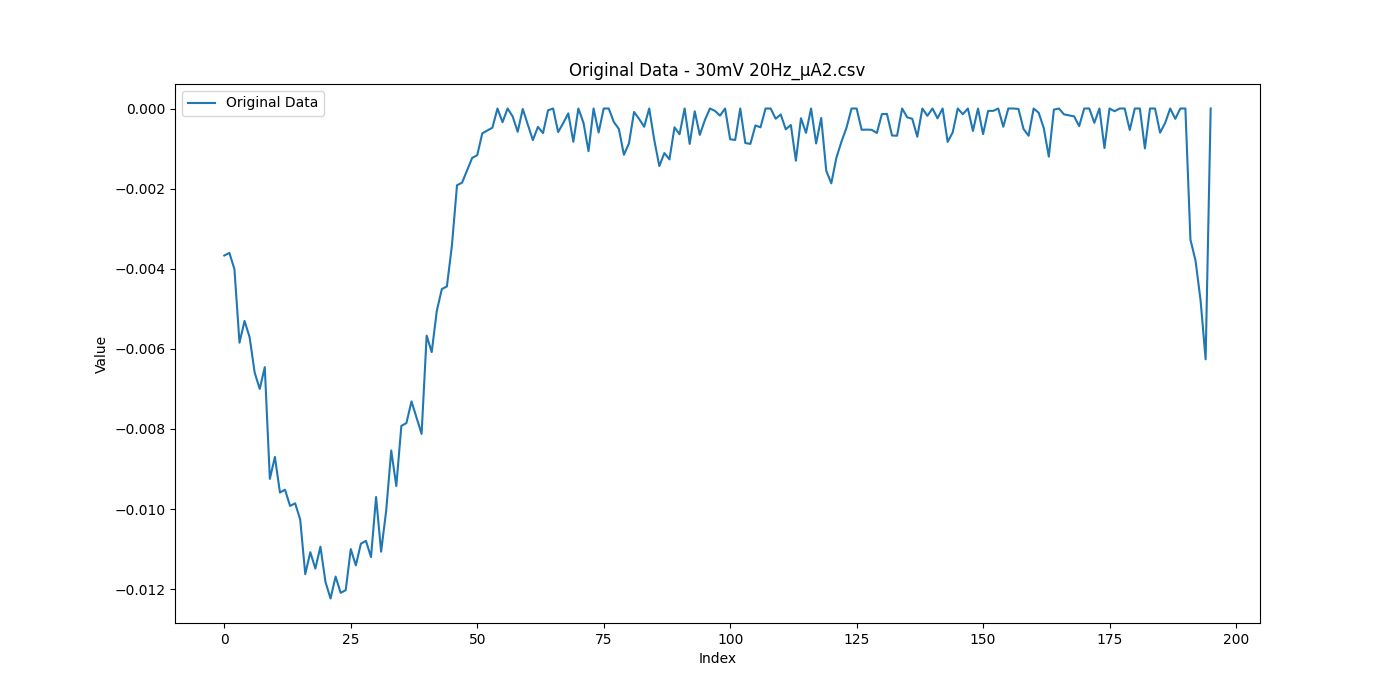 Original Data - 30mV 20Hz_μA2.csv
Original Data
0.000
−0.002
−0.004
−0.006
−0.008
−0.010
−0.012
Value
0 25 50 75 100 125 150 175 200
Index